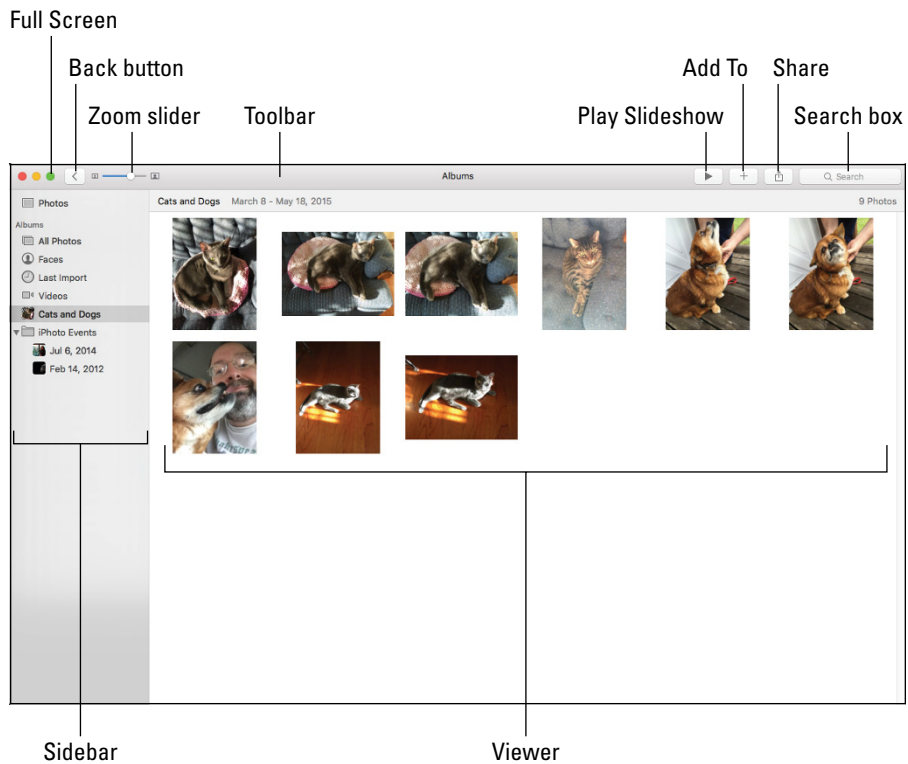 Full Screen
Back button
Add To
Share
Zoom slider
Toolbar
Play Slideshow
Search box
Albums
Search
Photos
Cats and Dogs March 8 - May 18, 2015
9 Photos
Albums
All Photos
Faces
Last Import
Videos
Cats and Dogs
iPhoto Events
Jul 6, 2014
Feb 14, 2012
Sidebar
Viewer